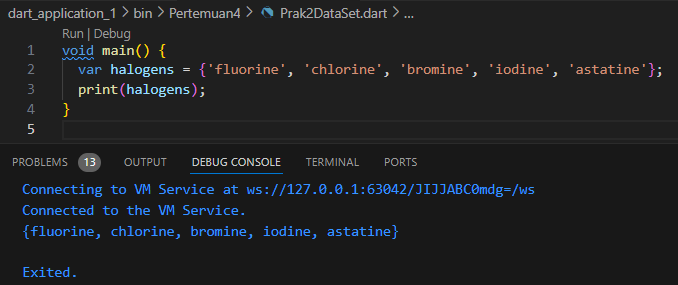 dart_application_1 > bin > Pertemuan4 > Prak2DataSet.dart > ...
Run | Debug
1 void main() {
2 var halogens = {'fluorine', 'chlorine', 'bromine', 'iodine', 'astatine'};
3 print(halogens);
4 }
5
PROBLEMS 13 OUTPUT DEBUG CONSOLE TERMINAL PORTS
Connecting to VM Service at ws://127.0.0.1:63042/JIJJABC0mdg=/ws
Connected to the VM Service.
{fluorine, chlorine, bromine, iodine, astatine}
Exited.